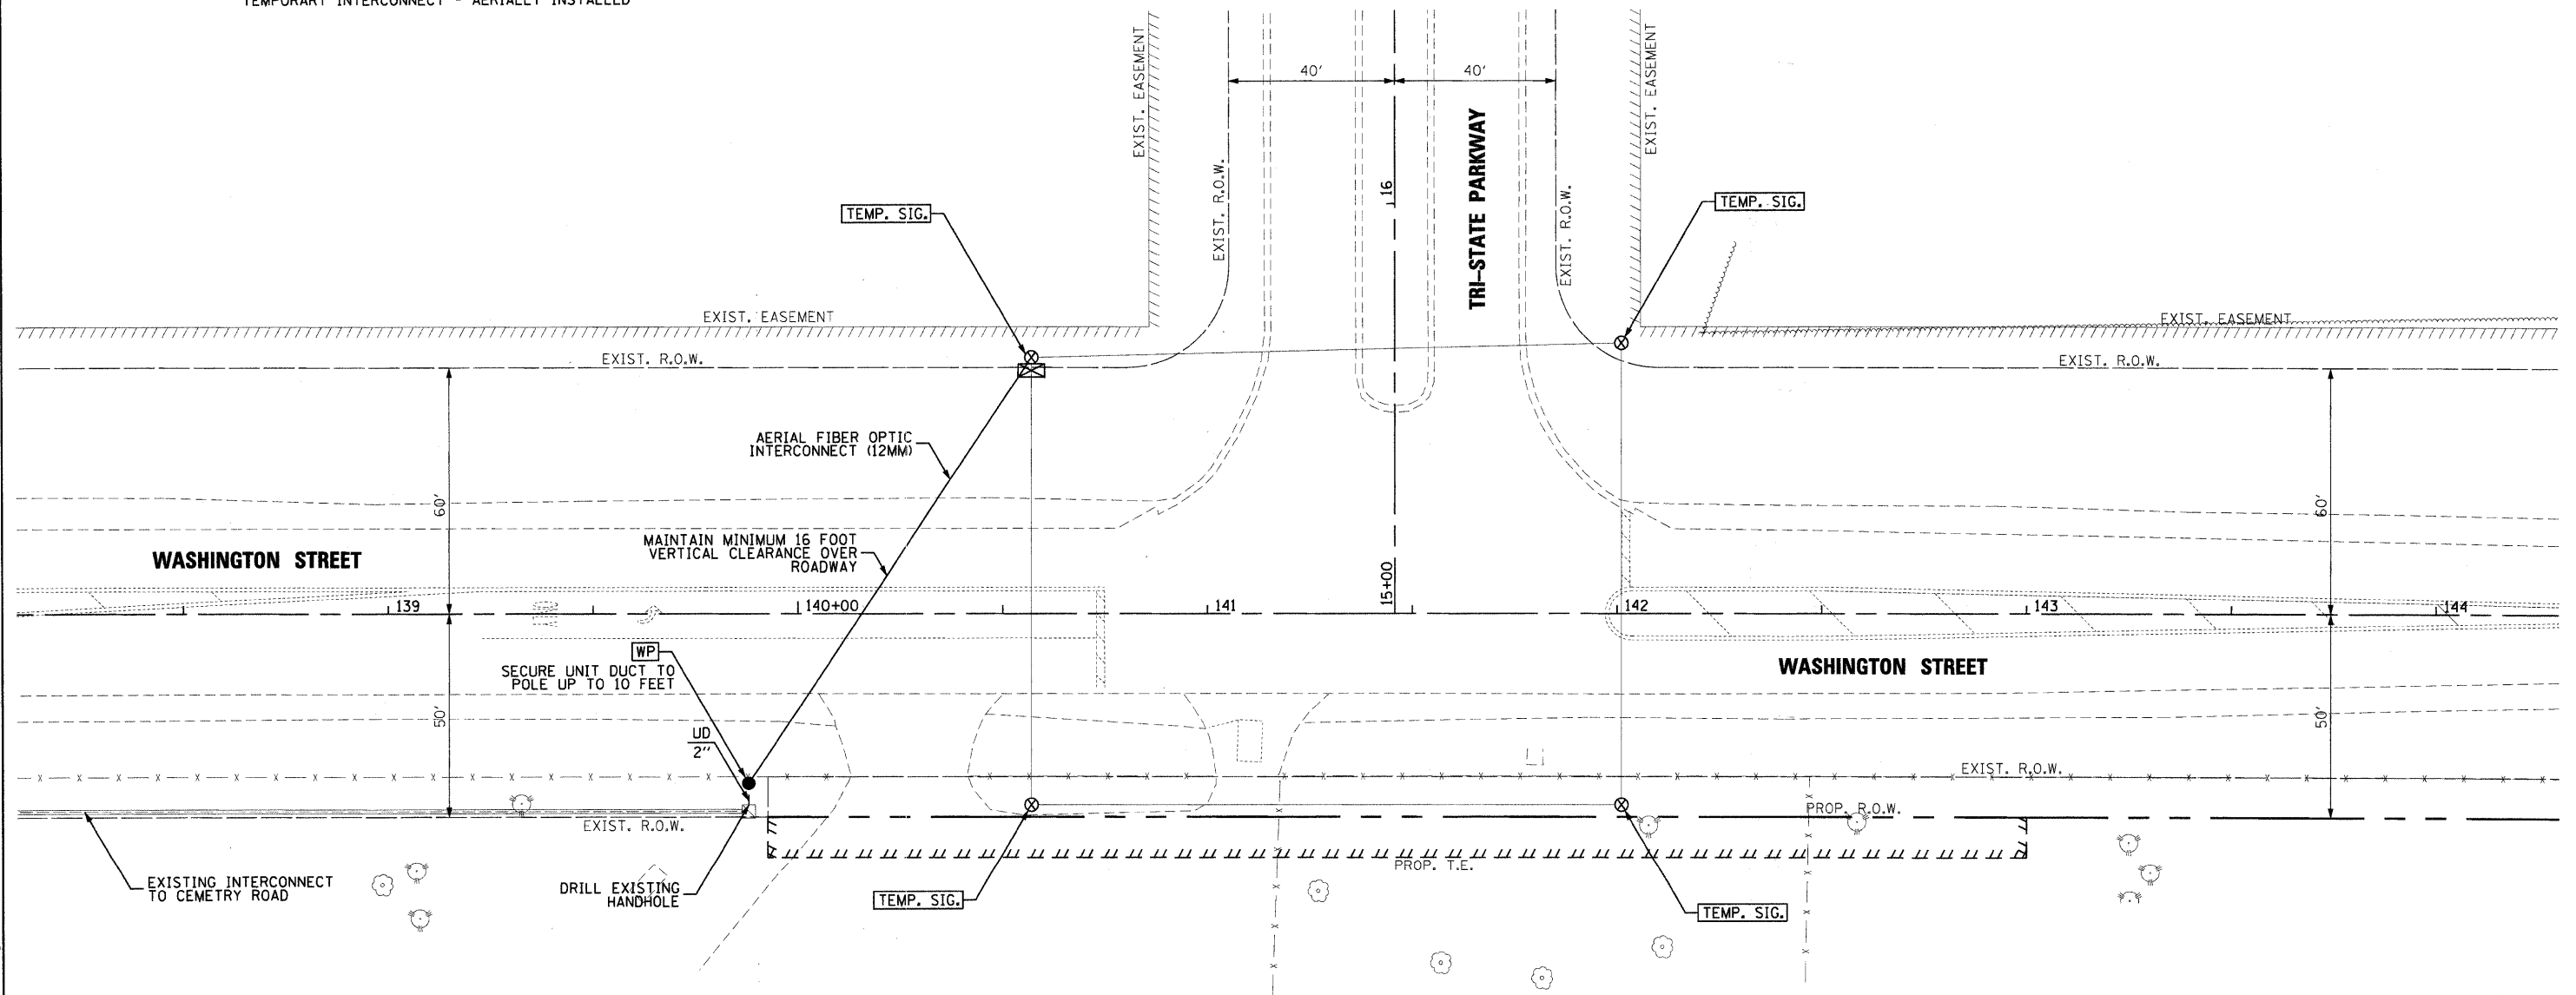 TEMPORARY INTERCONNECT - AERIALLY INSTALLED
40'
40'
EXIST. EASEMENT
EXIST. EASEMENT
EXIST. R.O.W.
EXIST. R.O.W.
16
TRI-STATE PARKWAY
TEMP. SIG.
TEMP. SIG.
EXIST. EASEMENT
EXIST. EASEMENT
EXIST. R.O.W.
EXIST. R.O.W.
AERIAL FIBER OPTIC
INTERCONNECT (12MM)
60'
60'
MAINTAIN MINIMUM 16 FOOT
VERTICAL CLEARANCE OVER
ROADWAY
WASHINGTON STREET
15+00
139
140+00
141
142
143
144
WP
SECURE UNIT DUCT TO
POLE UP TO 10 FEET
WASHINGTON STREET
50'
50'
UD
2"
EXIST. R.O.W.
PROP. R.O.W.
EXIST. R.O.W.
PROP. T.E.
EXISTING INTERCONNECT
TO CEMETRY ROAD
DRILL EXISTING
HANDHOLE
TEMP. SIG.
TEMP. SIG.